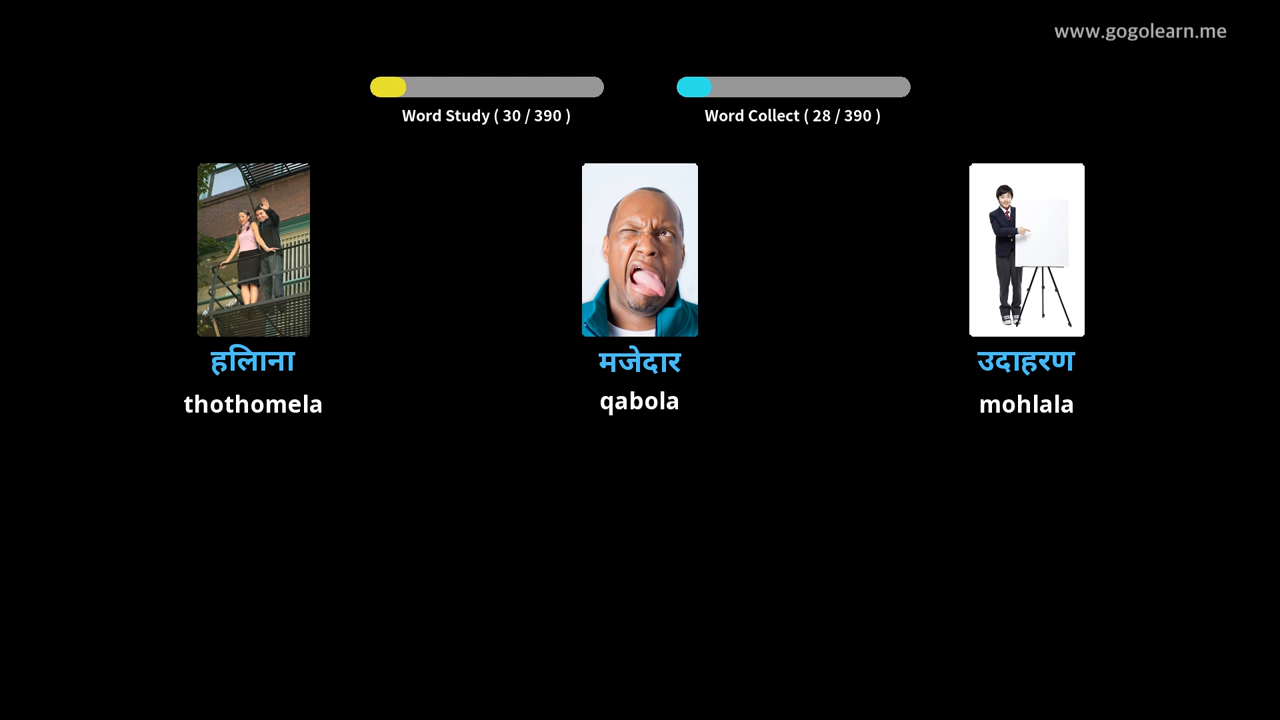 www.gogolearn.me
Word Study ( 30 / 390 )
Word Collect ( 28 / 390 )
हलिाना
मजेदार
उदाहरण
thothomela
qabola
mohlala